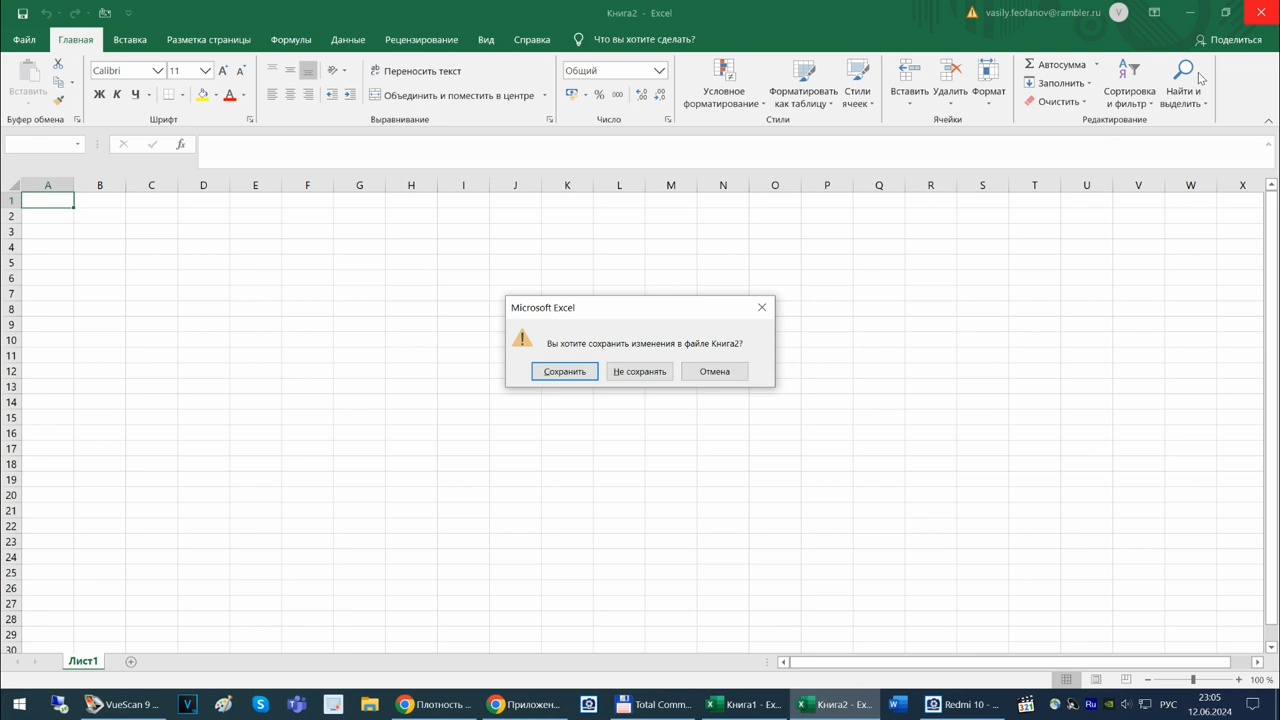 Книга2 - Excel
vasily.feofanov@rambler.ru
V
Файл
Главная
Вставка
Разметка страницы
Формулы
Данные
Рецензирование
Вид
Справка
Что вы хотите сделать?
Поделиться
Вставить
Буфер обмена
Calibri
11
Ж К Ч
Шрифт
Переносить текст
Объединить и поместить в центре
Выравнивание
Общий
% 000
Число
Условное форматирование
Форматировать как таблицу
Стили ячеек
Стили
Вставить
Удалить
Формат
Ячейки
Автосумма
Заполнить
Очистить
Сортировка и фильтр
Найти и выделить
Редактирование
fx
A B C D E F G H I J K L M N O P Q R S T U V W X
1
2
3
4
5
6
7
8
9
10
11
12
13
14
15
16
17
18
19
20
21
22
23
24
25
26
27
28
29
30
Microsoft Excel
Вы хотите сохранить изменения в файле Книга2?
Сохранить
Не сохранять
Отмена
Лист1
100 %
VueScan 9 ...
Плотность ...
Приложен...
Total Comm...
Книга1 - Ex...
Книга2 - Ex...
Redmi 10 - ...
Ru
РУС
23:05
12.06.2024